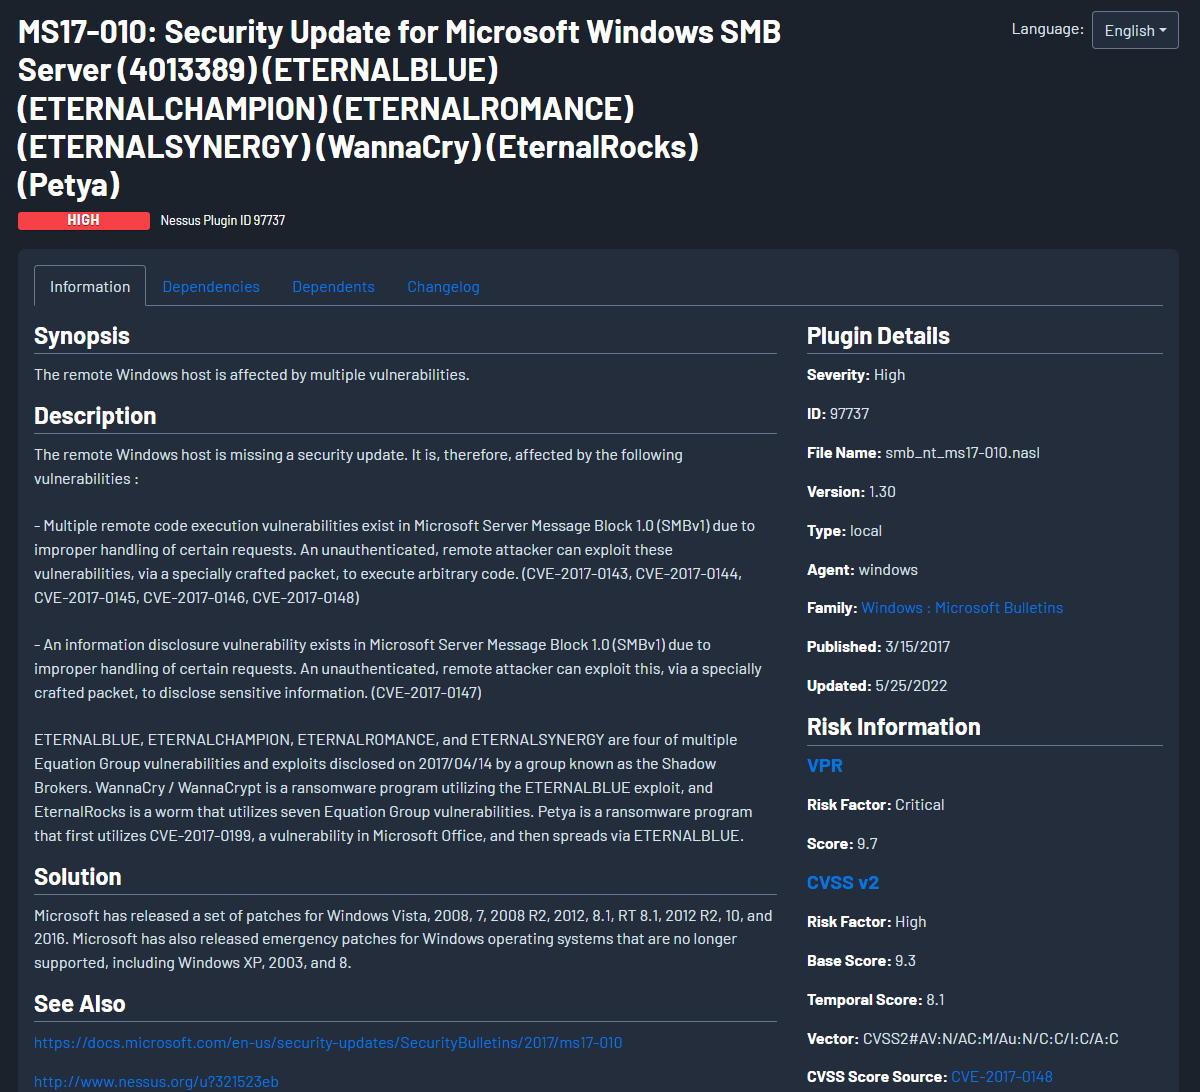 MS17-010: Security Update for Microsoft Windows SMB
Server (4013389) (ETERNALBLUE)
(ETERNALCHAMPION) (ETERNALROMANCE)
(ETERNALSYNERGY) (WannaCry) (EternalRocks)
(Petya)
Language:
English
HIGH
Nessus Plugin ID 97737
Information
Dependencies
Dependents
Changelog
Synopsis
The remote Windows host is affected by multiple vulnerabilities.
Description
The remote Windows host is missing a security update. It is, therefore, affected by the following
vulnerabilities :
- Multiple remote code execution vulnerabilities exist in Microsoft Server Message Block 1.0 (SMBv1) due to
improper handling of certain requests. An unauthenticated, remote attacker can exploit these
vulnerabilities, via a specially crafted packet, to execute arbitrary code. (CVE-2017-0143, CVE-2017-0144,
CVE-2017-0145, CVE-2017-0146, CVE-2017-0148)
- An information disclosure vulnerability exists in Microsoft Server Message Block 1.0 (SMBv1) due to
improper handling of certain requests. An unauthenticated, remote attacker can exploit this, via a specially
crafted packet, to disclose sensitive information. (CVE-2017-0147)
ETERNALBLUE, ETERNALCHAMPION, ETERNALROMANCE, and ETERNALSYNERGY are four of multiple
Equation Group vulnerabilities and exploits disclosed on 2017/04/14 by a group known as the Shadow
Brokers. WannaCry / WannaCrypt is a ransomware program utilizing the ETERNALBLUE exploit, and
EternalRocks is a worm that utilizes seven Equation Group vulnerabilities. Petya is a ransomware program
that first utilizes CVE-2017-0199, a vulnerability in Microsoft Office, and then spreads via ETERNALBLUE.
Solution
Microsoft has released a set of patches for Windows Vista, 2008, 7, 2008 R2, 2012, 8.1, RT 8.1, 2012 R2, 10, and
2016. Microsoft has also released emergency patches for Windows operating systems that are no longer
supported, including Windows XP, 2003, and 8.
See Also
https://docs.microsoft.com/en-us/security-updates/SecurityBulletins/2017/ms17-010
http://www.nessus.org/u?321523eb
Plugin Details
Severity: High
ID: 97737
File Name: smb_nt_ms17-010.nasl
Version: 1.30
Type: local
Agent: windows
Family: Windows : Microsoft Bulletins
Published: 3/15/2017
Updated: 5/25/2022
Risk Information
VPR
Risk Factor: Critical
Score: 9.7
CVSS v2
Risk Factor: High
Base Score: 9.3
Temporal Score: 8.1
Vector: CVSS2#AV:N/AC:M/Au:N/C:C/I:C/A:C
CVSS Score Source: CVE-2017-0148